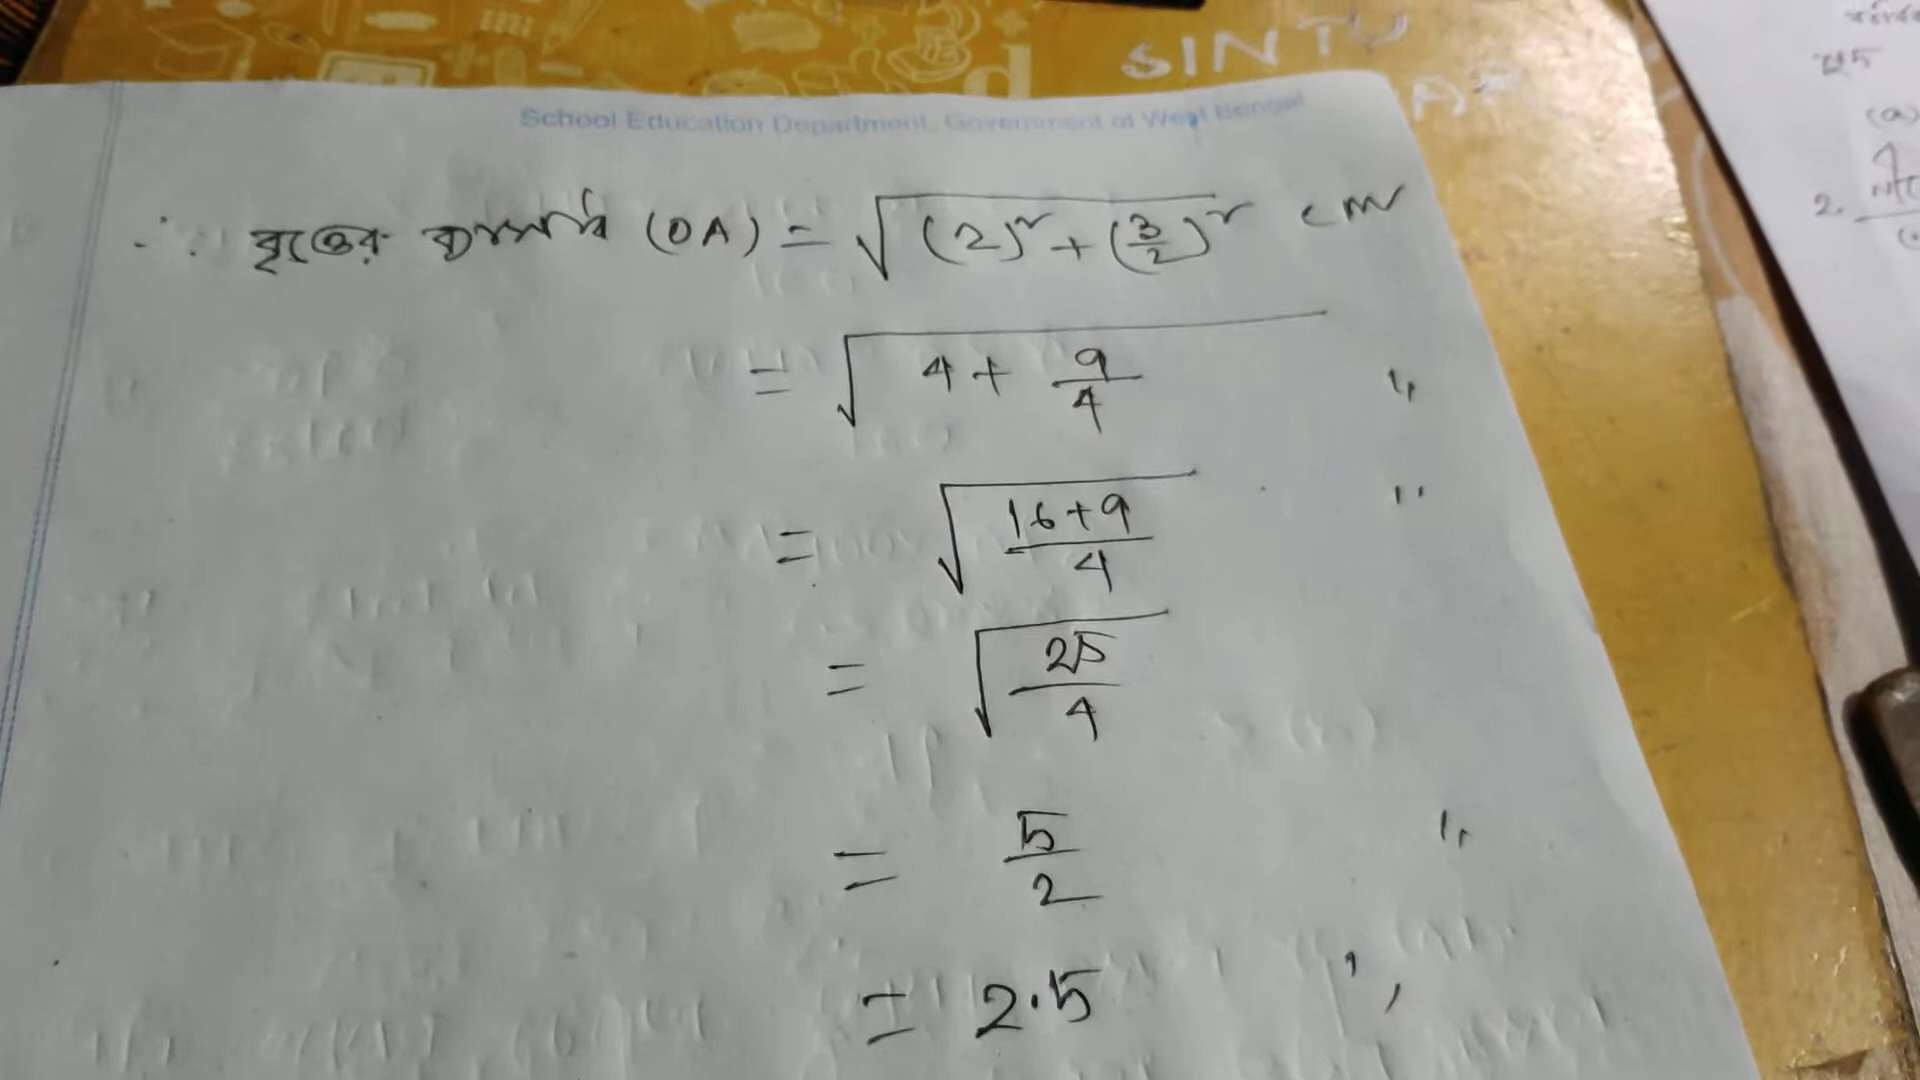 SINTU
School Education Department, Government of West Bengal
∴ বৃত্তের ব্যাসার্ধ (OA) = √((2)² + (3/2)²) cm
= √(4 + 9/4) "
= √((16+9)/4) "
= √(25/4)
= 5/2 "
= 2.5 "
(a)
2.